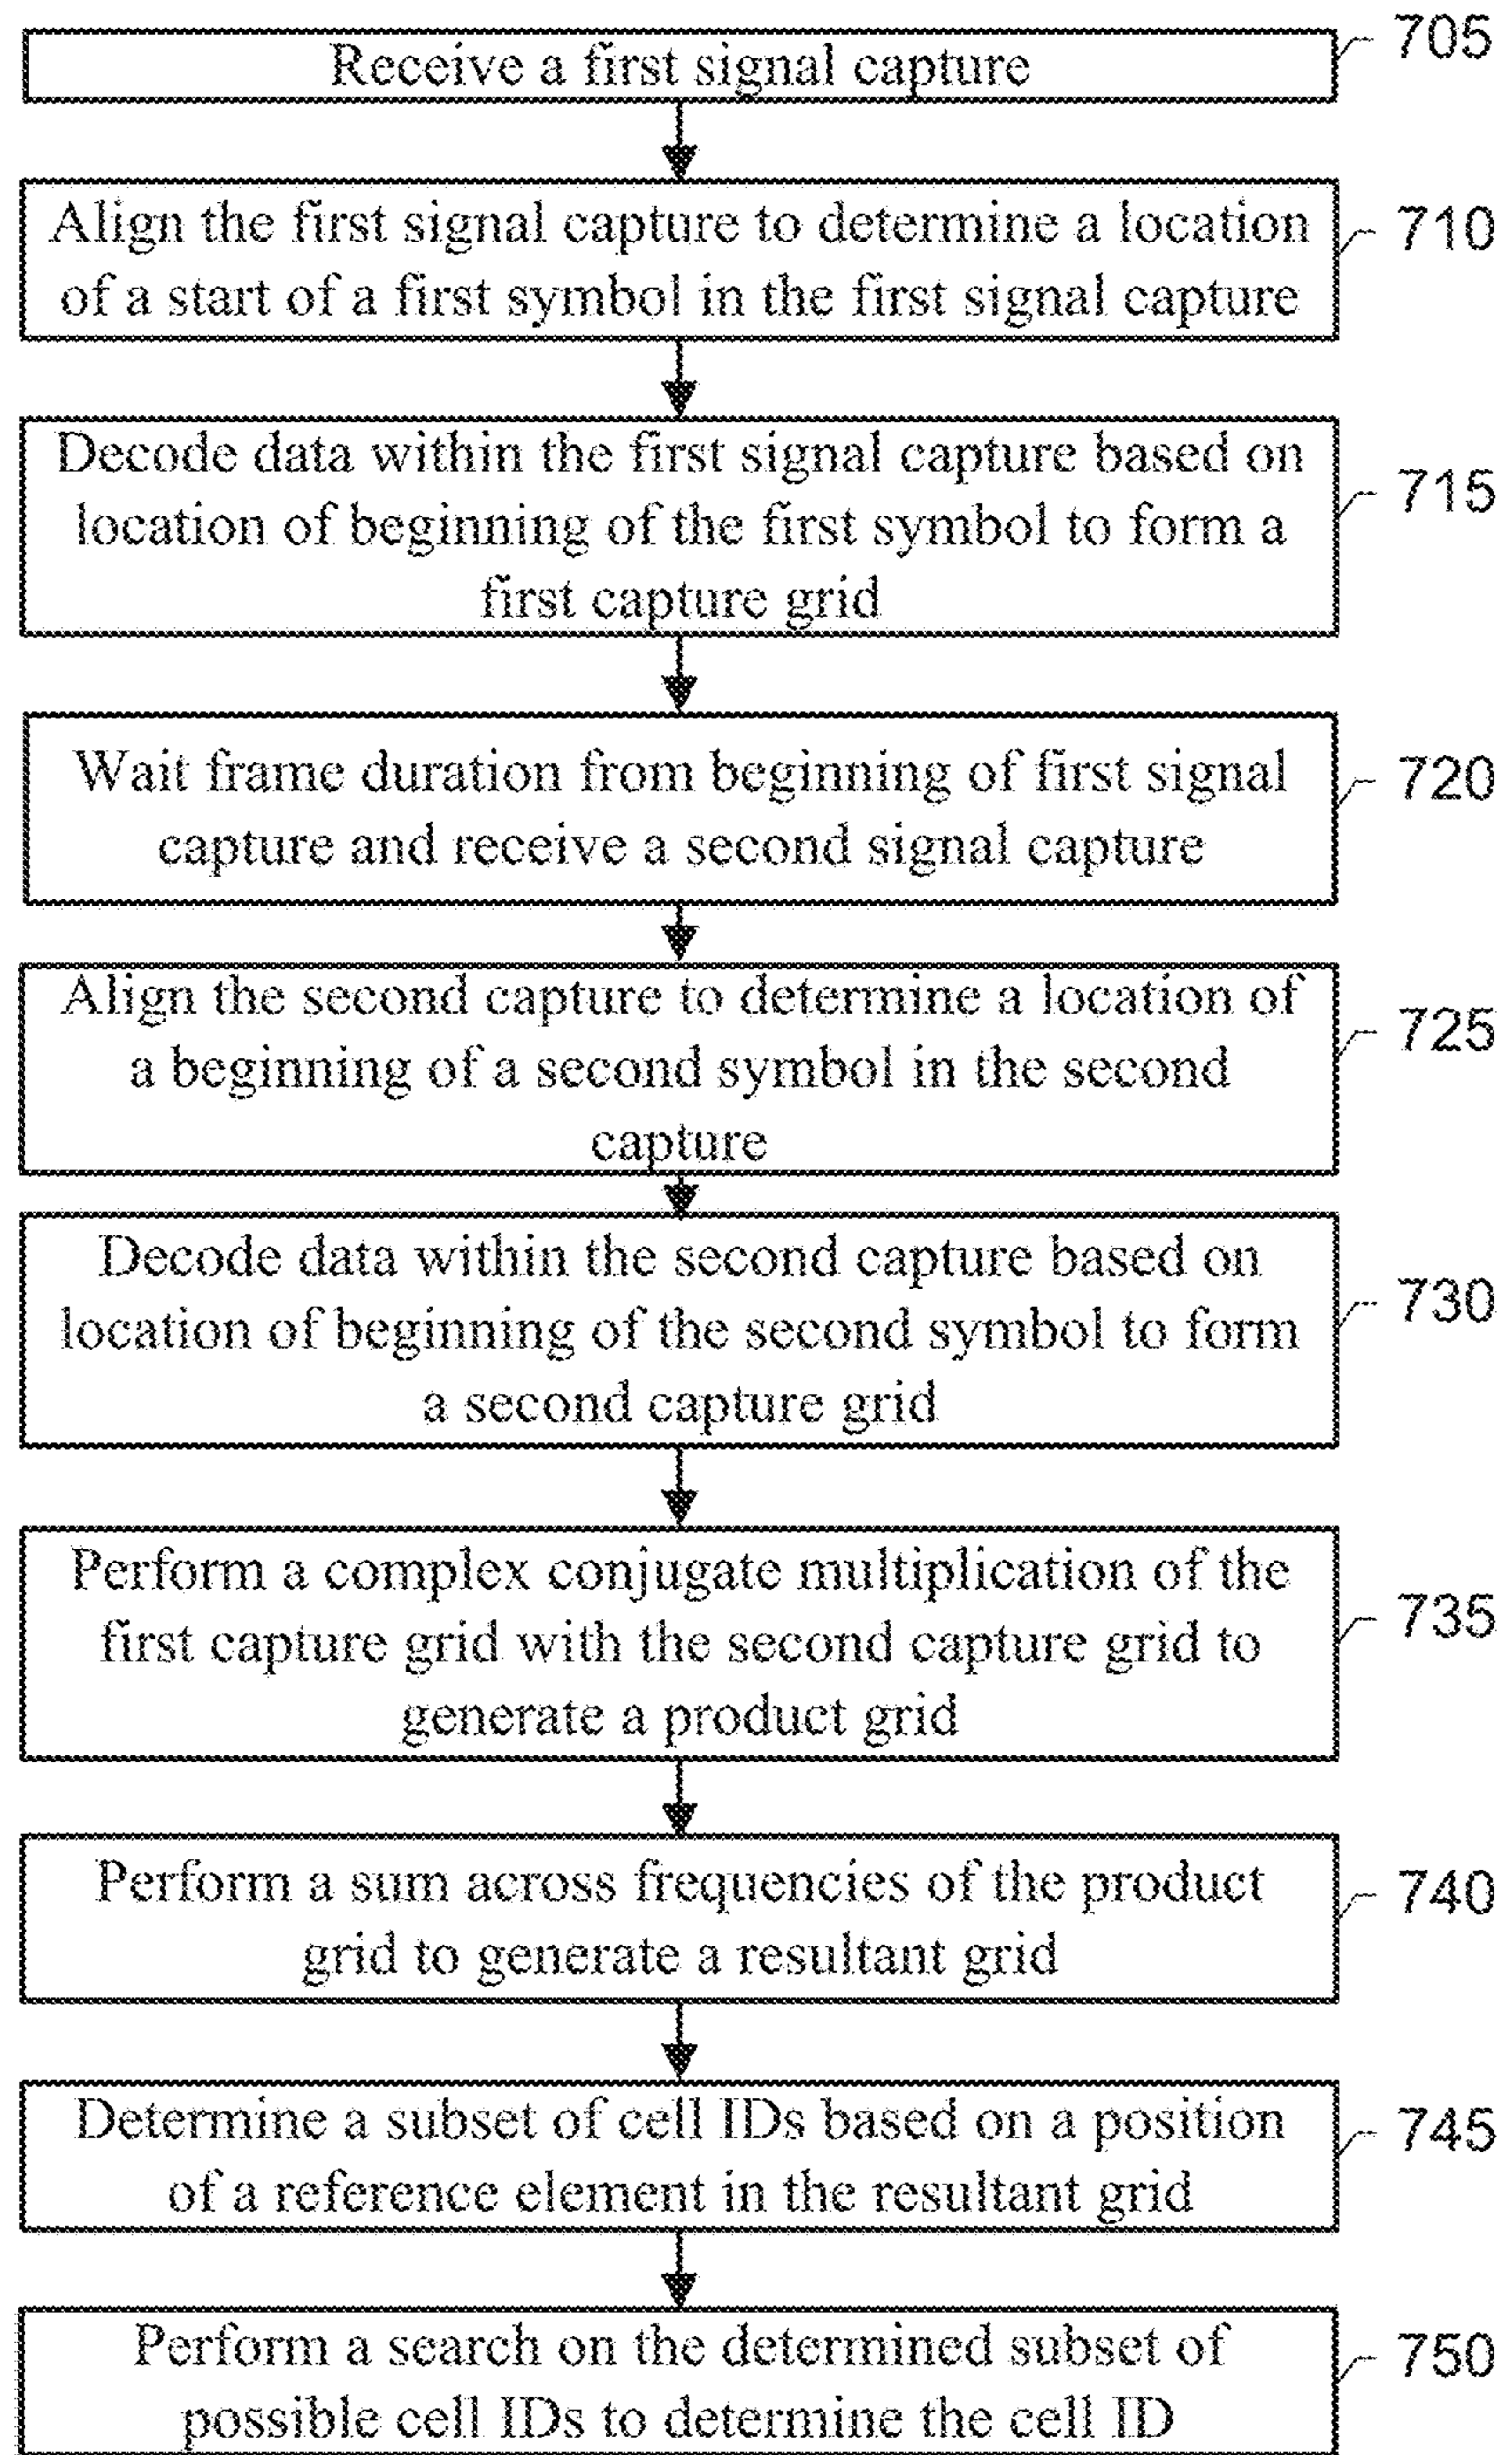 Receive a first signal capture
705
Align the first signal capture to determine a location
of a start of a first symbol in the first signal capture
710
Decode data within the first signal capture based on
location of beginning of the first symbol to form a
first capture grid
715
Wait frame duration from beginning of first signal
capture and receive a second signal capture
720
Align the second capture to determine a location of
a beginning of a second symbol in the second
capture
725
Decode data within the second capture based on
location of beginning of the second symbol to form
a second capture grid
730
Perform a complex conjugate multiplication of the
first capture grid with the second capture grid to
generate a product grid
735
Perform a sum across frequencies of the product
grid to generate a resultant grid
740
Determine a subset of cell IDs based on a position
of a reference element in the resultant grid
745
Perform a search on the determined subset of
possible cell IDs to determine the cell ID
750